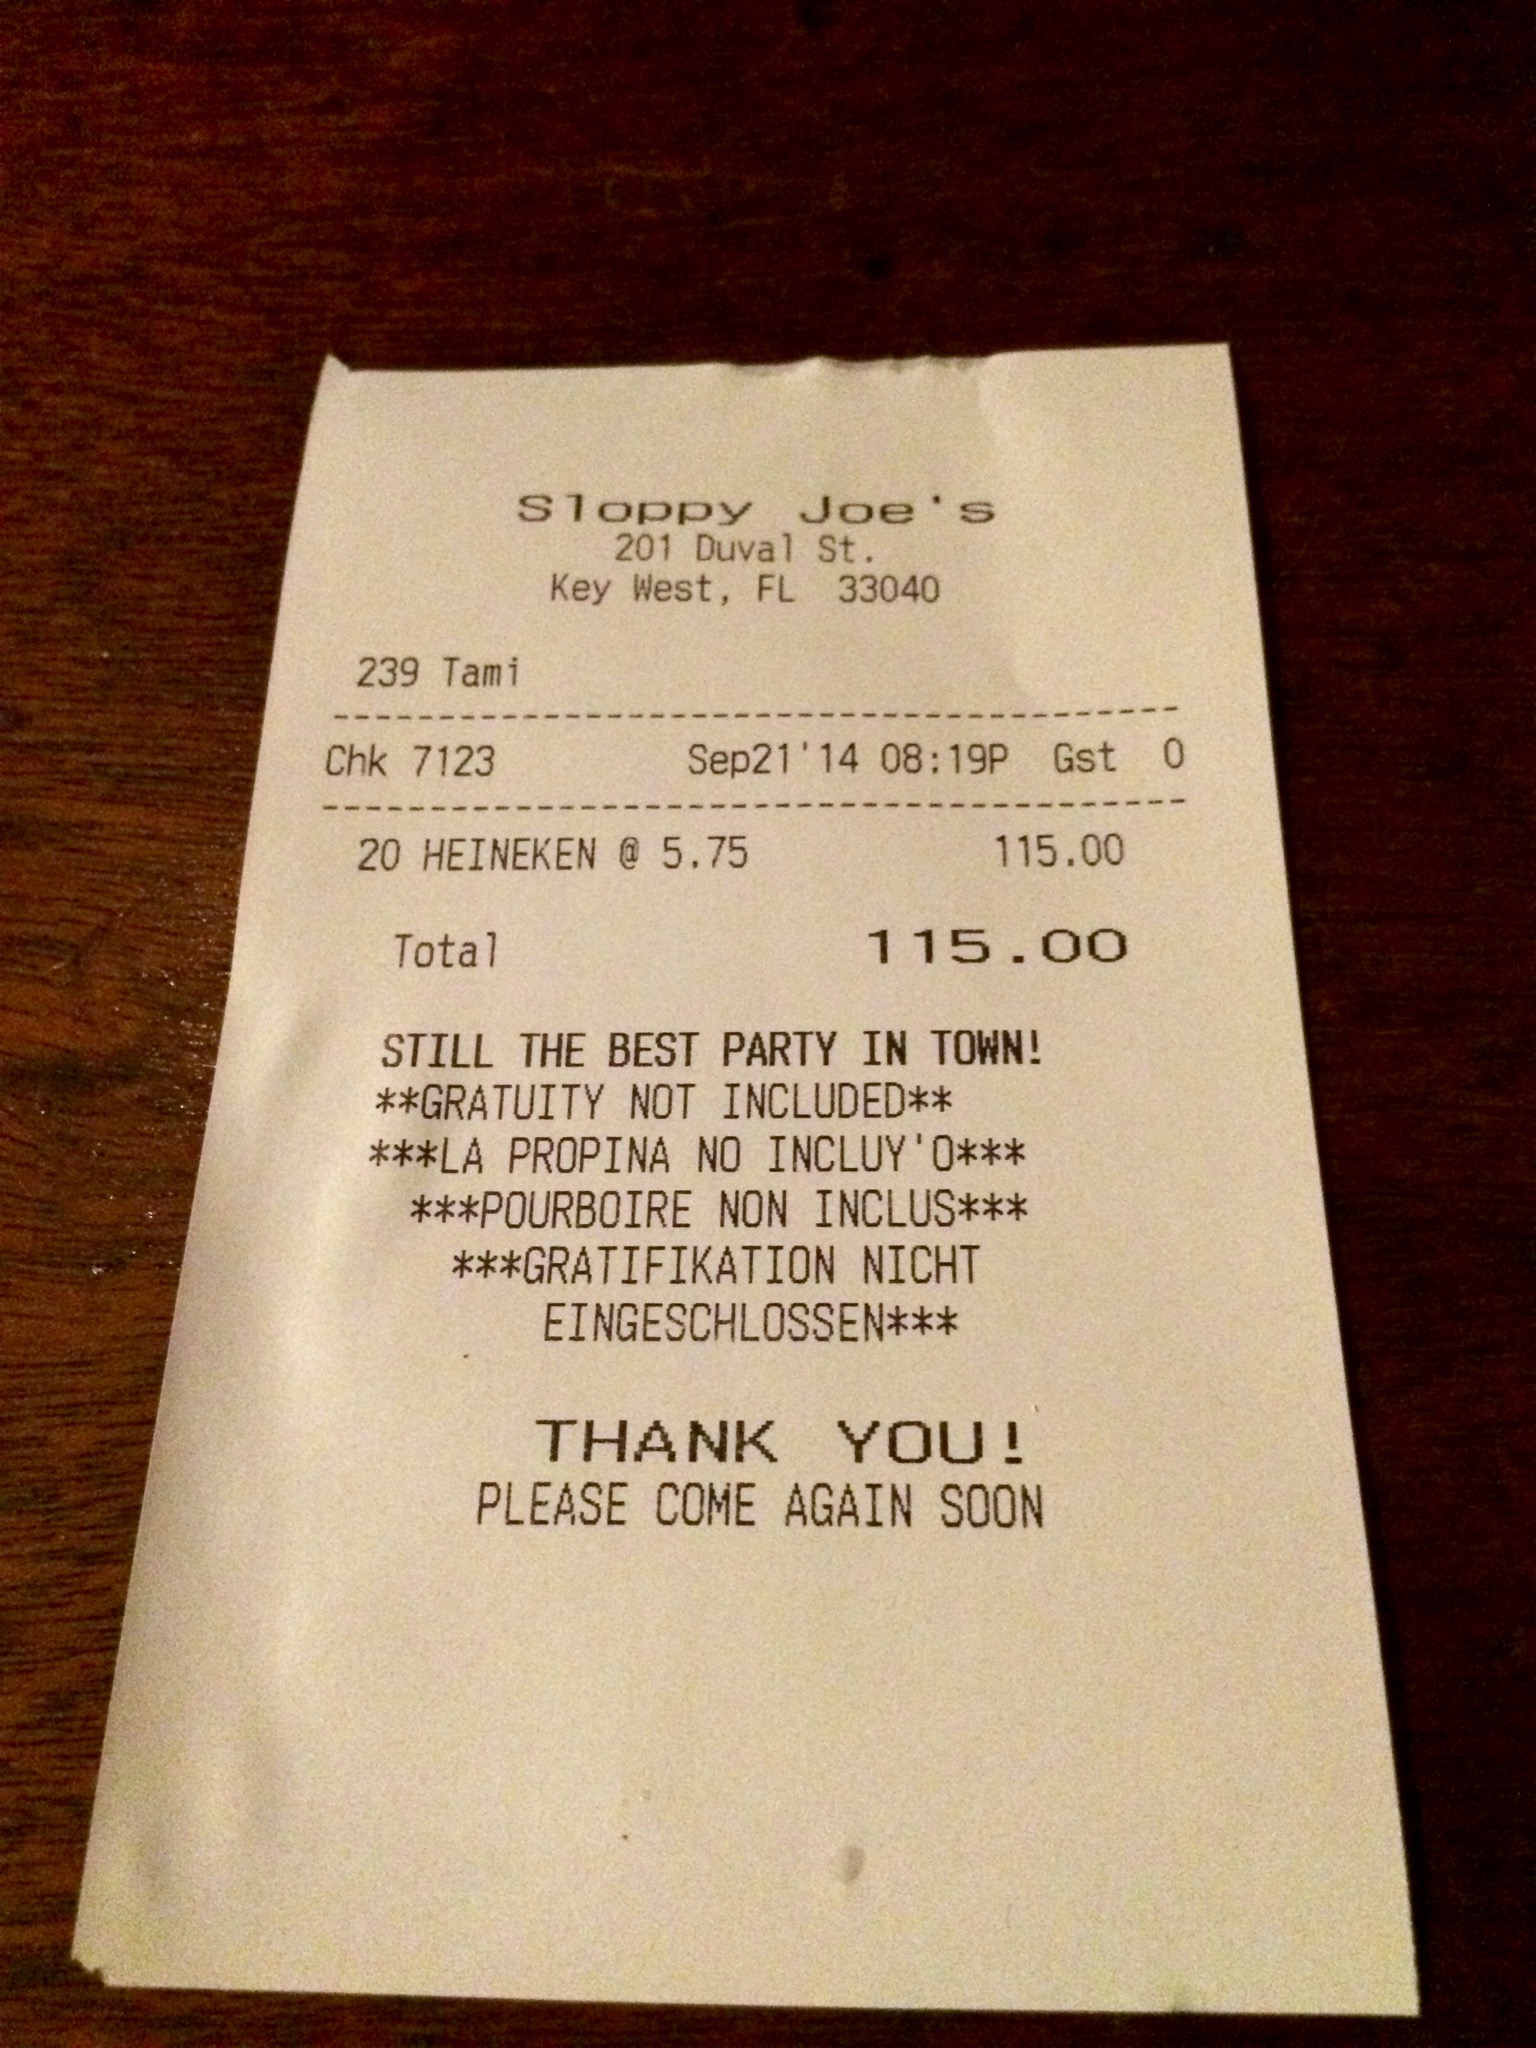 Sloppy Joe's
201 Duval St.
Key West, FL 33040
239 Tami
Chk 7123 Sep21'14 08:19P Gst 0
20 HEINEKEN @ 5.75 115.00
Total 115.00
STILL THE BEST PARTY IN TOWN!
**GRATUITY NOT INCLUDED**
***LA PROPINA NO INCLUY'O***
***POURBOIRE NON INCLUS***
***GRATIFIKATION NICHT
EINGESCHLOSSEN***
THANK YOU!
PLEASE COME AGAIN SOON